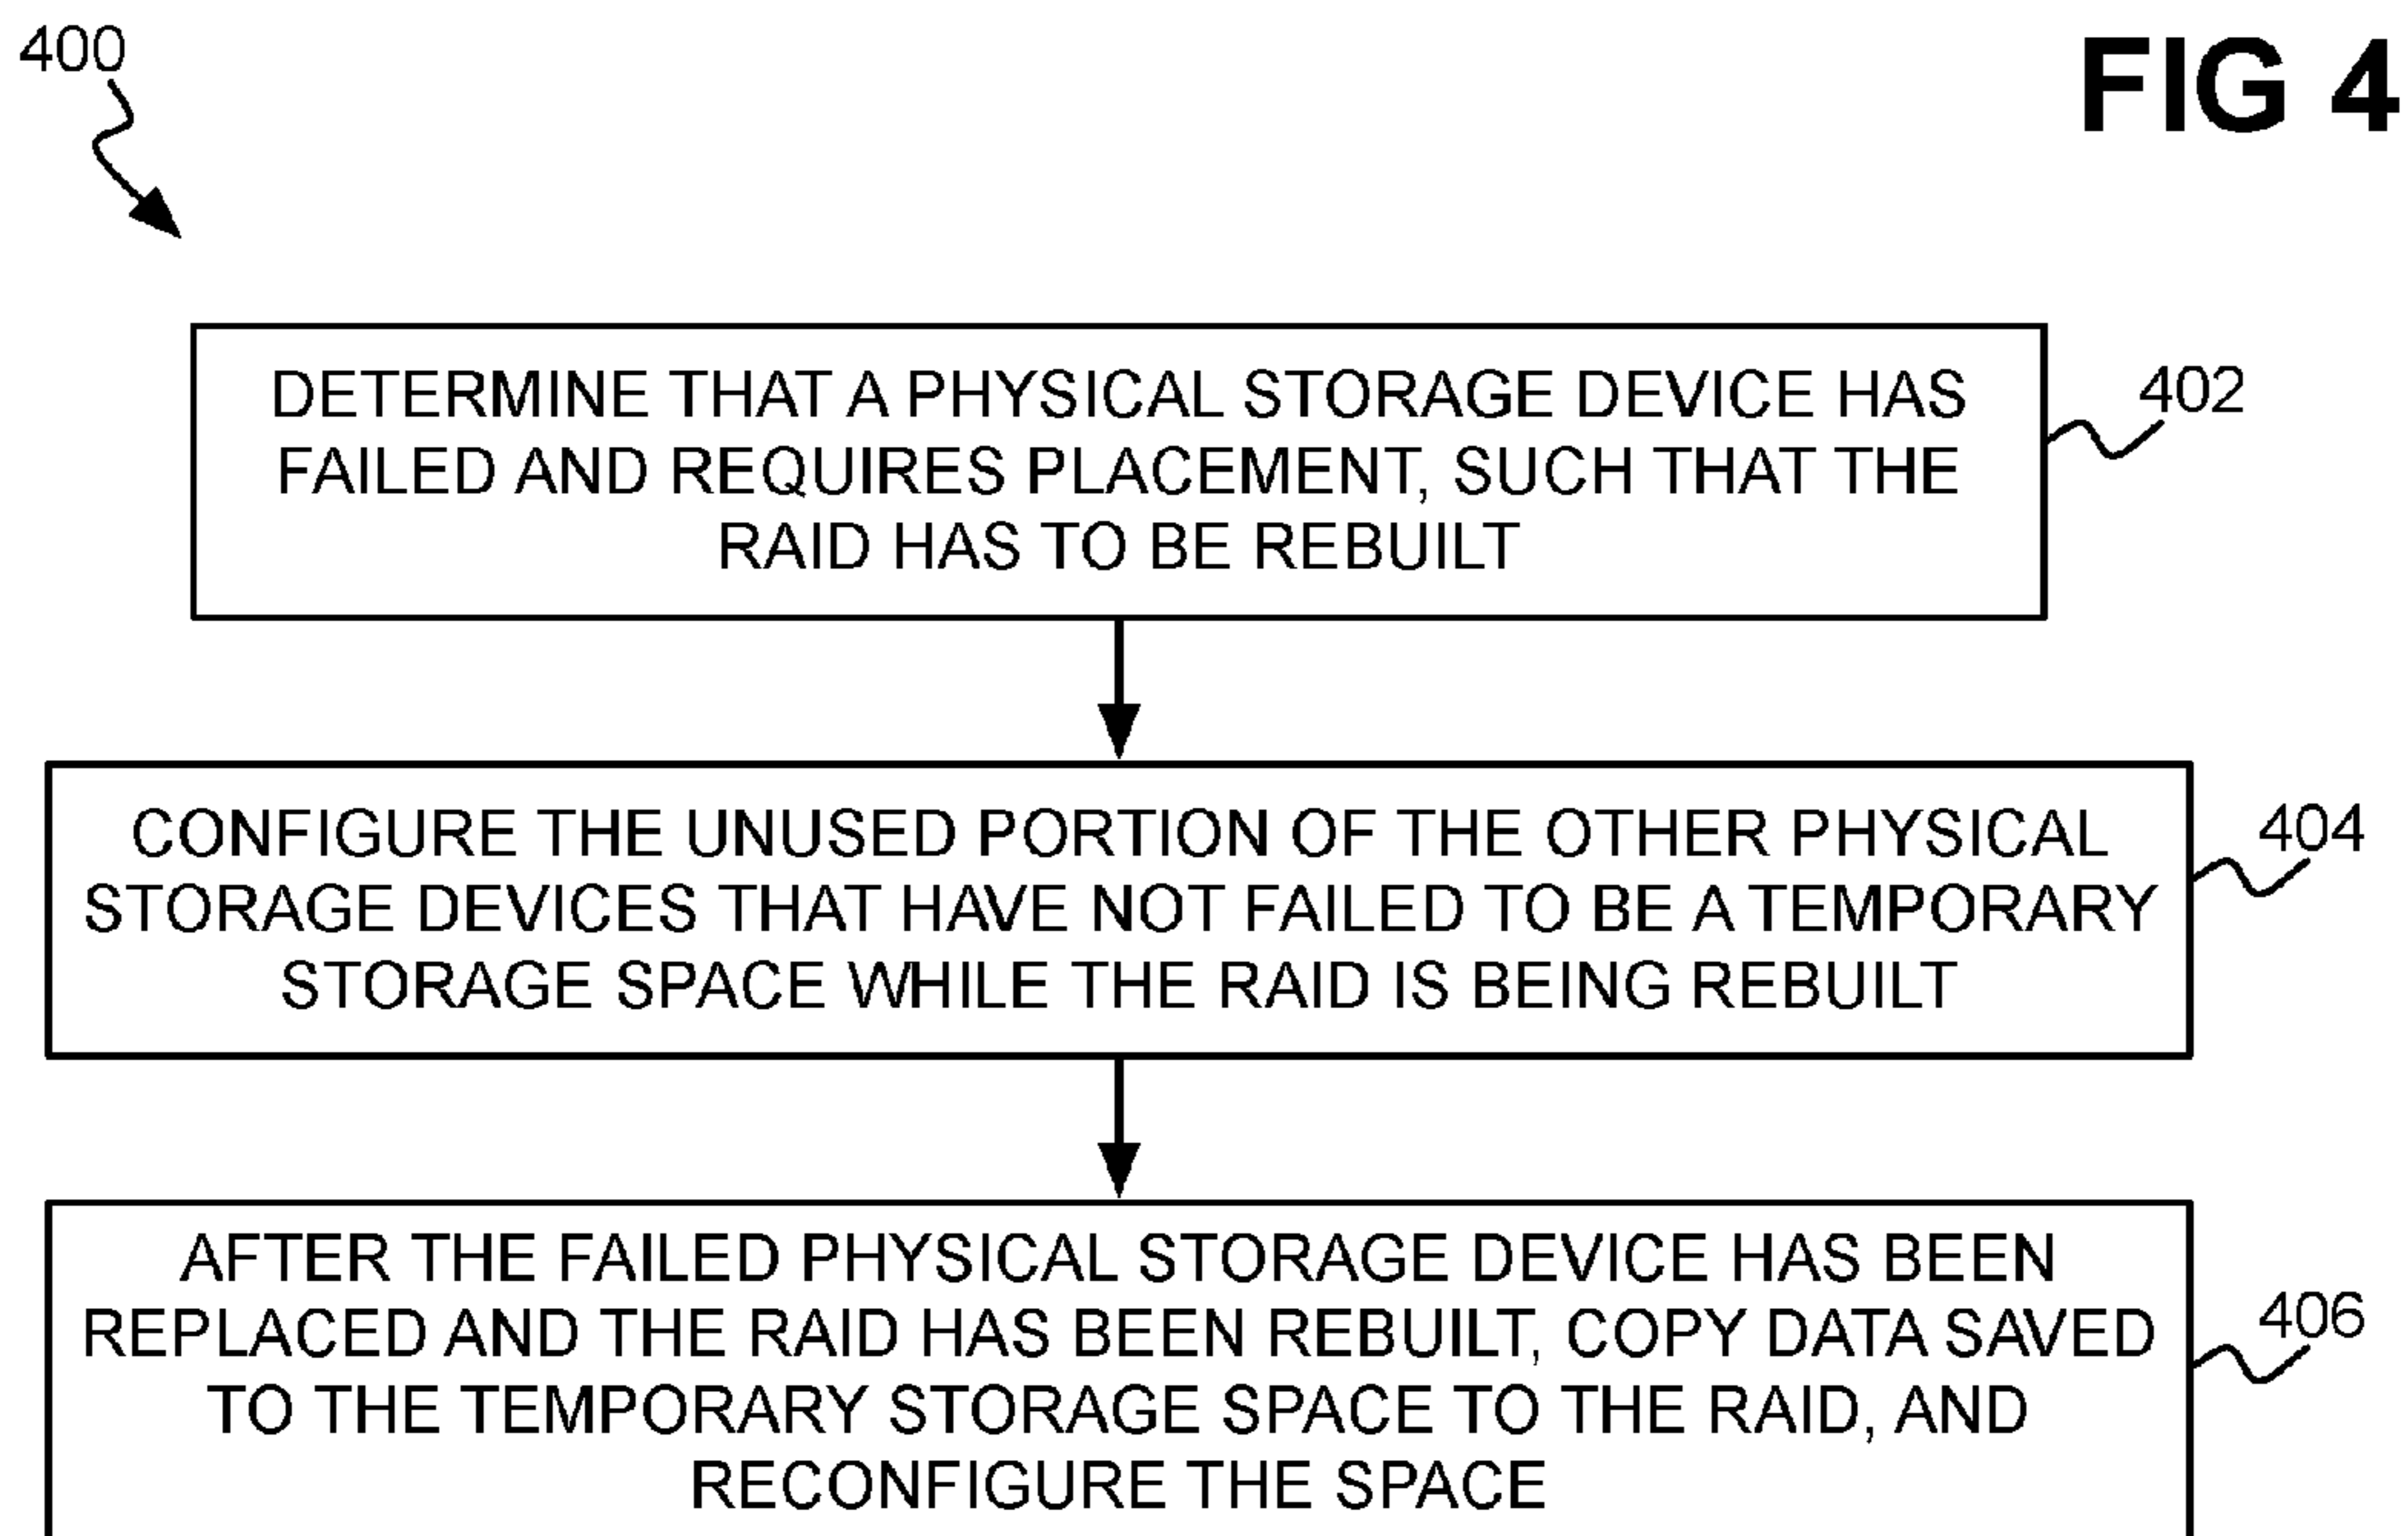 400
FIG 4
DETERMINE THAT A PHYSICAL STORAGE DEVICE HAS
FAILED AND REQUIRES PLACEMENT, SUCH THAT THE
RAID HAS TO BE REBUILT
402
CONFIGURE THE UNUSED PORTION OF THE OTHER PHYSICAL
STORAGE DEVICES THAT HAVE NOT FAILED TO BE A TEMPORARY
STORAGE SPACE WHILE THE RAID IS BEING REBUILT
404
AFTER THE FAILED PHYSICAL STORAGE DEVICE HAS BEEN
REPLACED AND THE RAID HAS BEEN REBUILT, COPY DATA SAVED
TO THE TEMPORARY STORAGE SPACE TO THE RAID, AND
RECONFIGURE THE SPACE
406